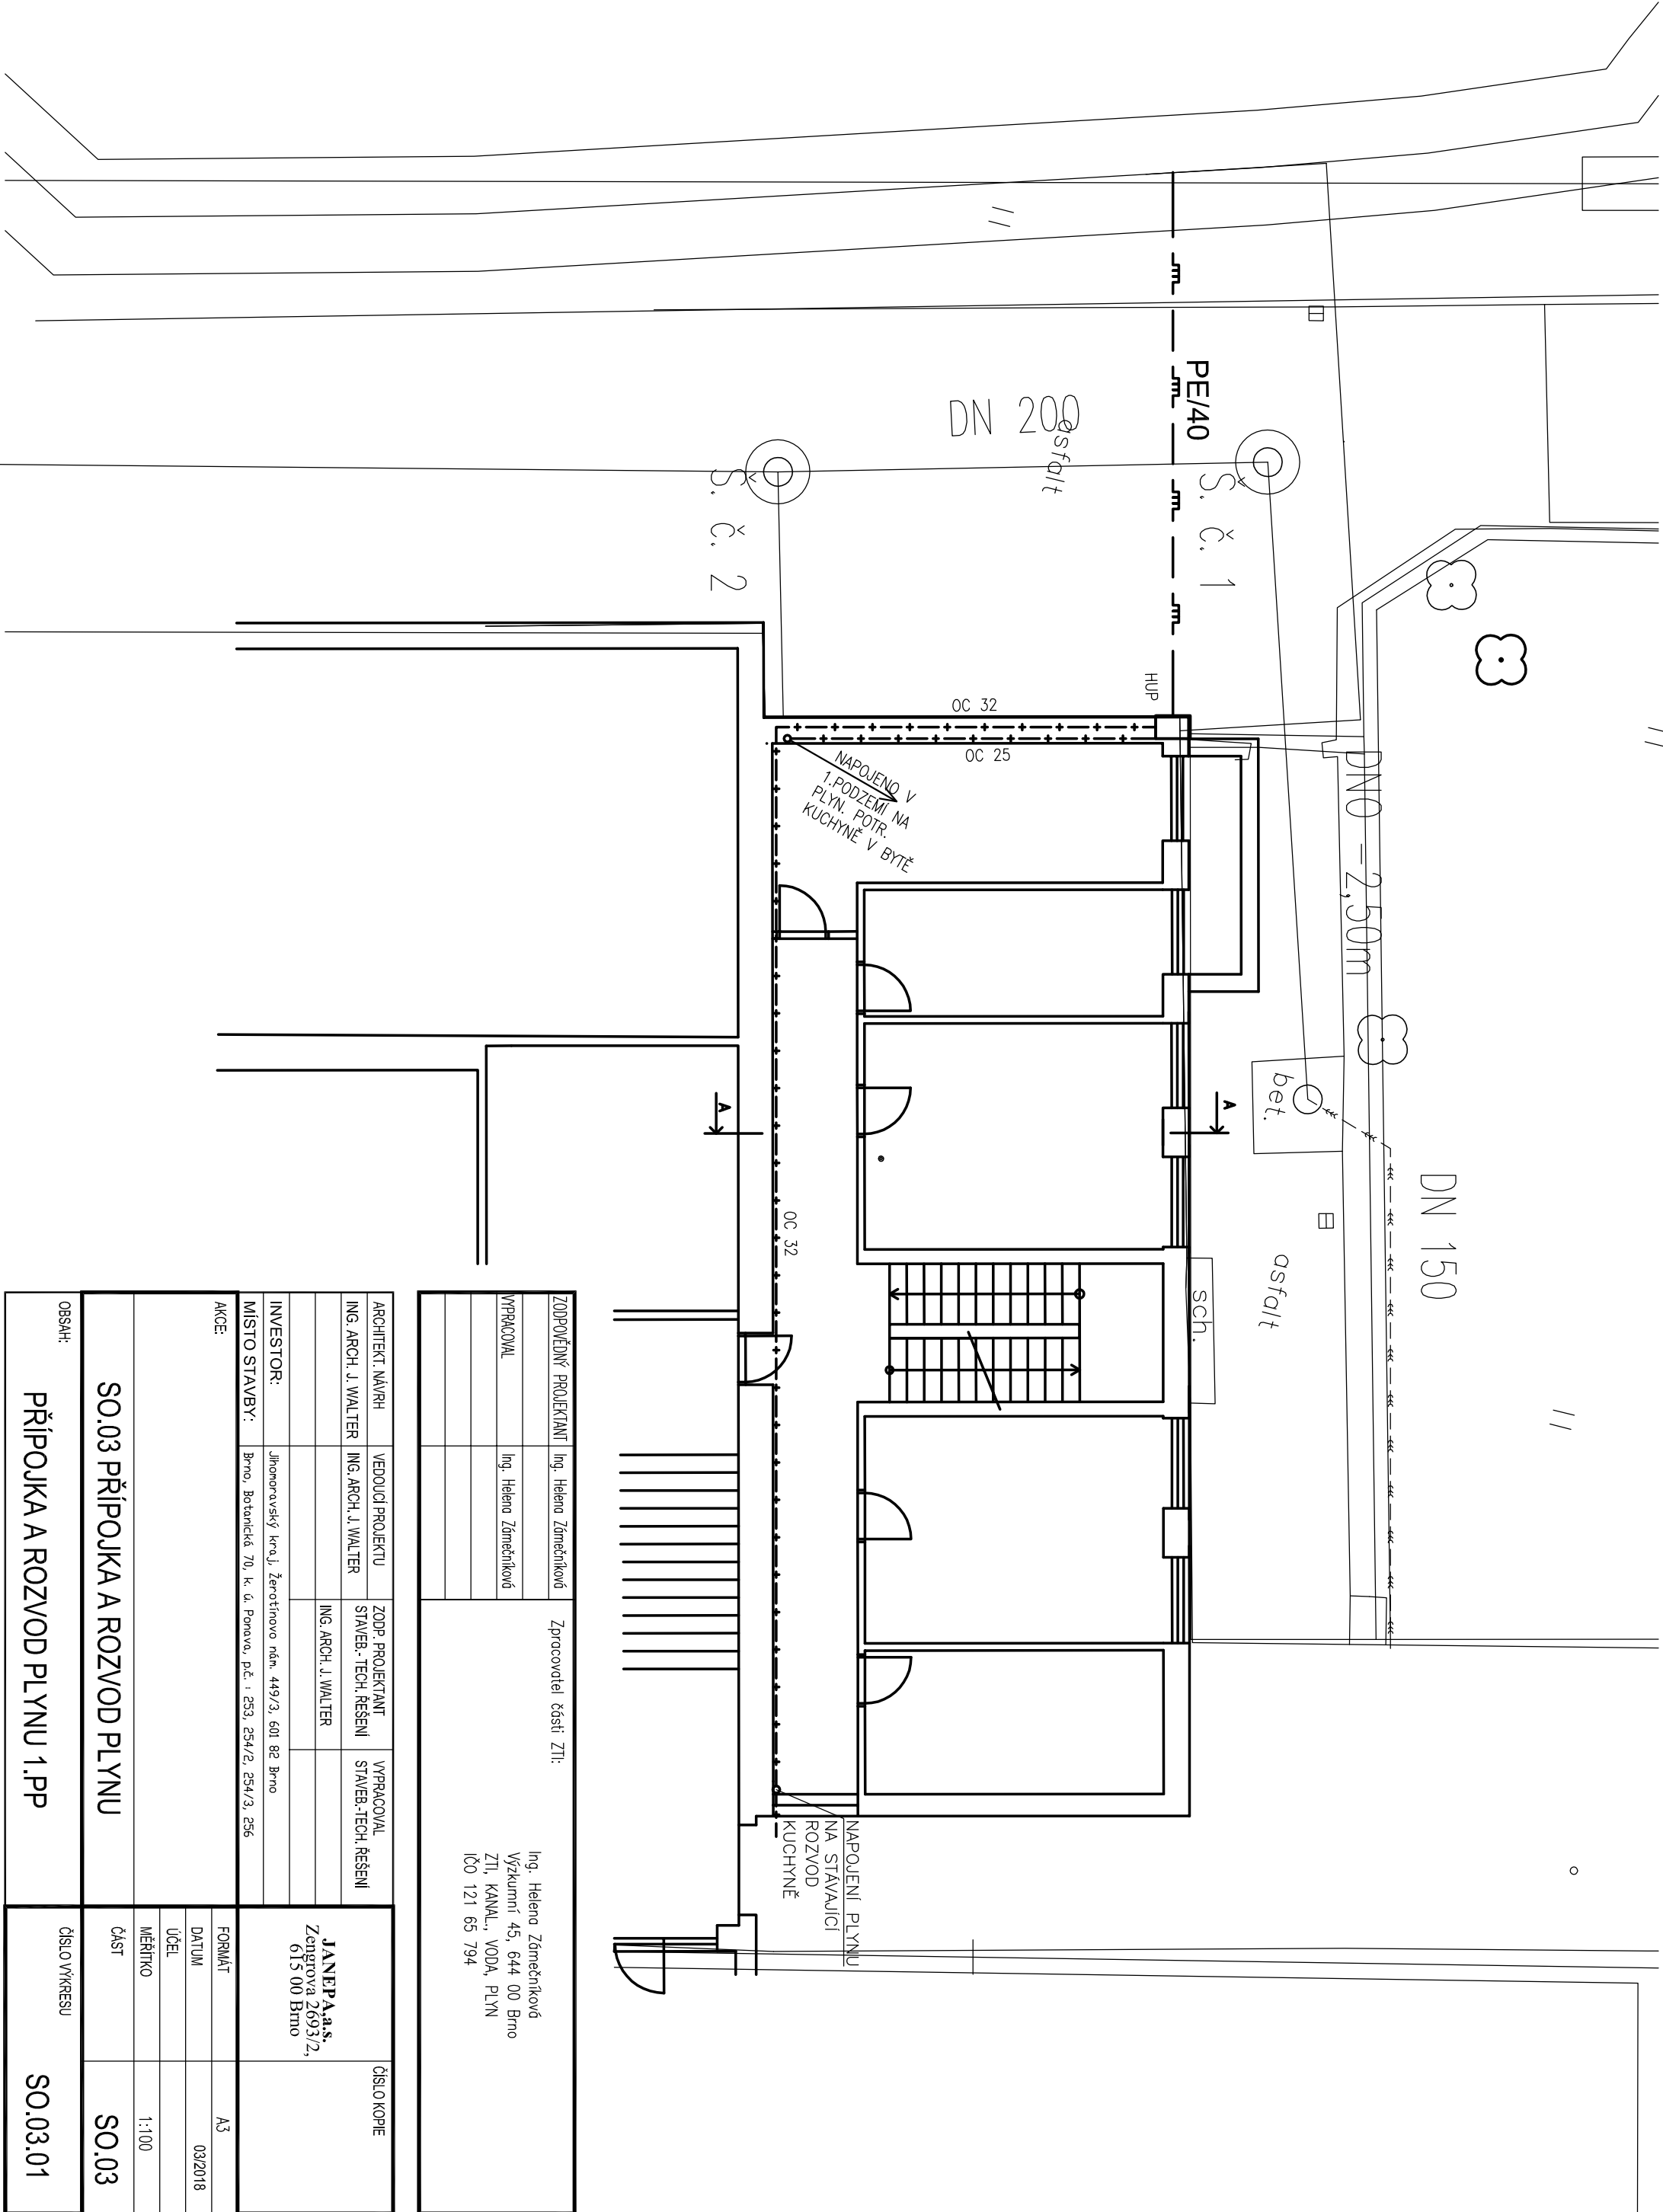 PE/40
DN 200
asfalt
Š. Č. 1
Š. Č. 2
HUP
OC 32
OC 25
NAPOJENO V
1.PODZEMÍ NA
PLYN. POTR.
KUCHYNĚ V BYTĚ
DNO -2,50m
bet.
DN 150
asfalt
sch.
A
A
OC 32
NAPOJENÍ PLYNU
NA STÁVAJÍCÍ
ROZVOD
KUCHYNĚ
ZODPOVĚDNÝ PROJEKTANT Ing. Helena Zámečníková
VYPRACOVAL Ing. Helena Zámečníková
Zpracovatel části ZTI:
Ing. Helena Zámečníková
Výzkumní 45, 644 00 Brno
ZTI, KANAL., VODA, PLYN
IČO 121 65 794
ARCHITEKT. NÁVRH
ING. ARCH. J. WALTER
VEDOUCÍ PROJEKTU
ING. ARCH. J. WALTER
ZODP. PROJEKTANT
STAVEB.- TECH. ŘEŠENÍ
ING. ARCH. J. WALTER
VYPRACOVAL
STAVEB.-TECH. ŘEŠENÍ
INVESTOR: Jihomoravský kraj, Žerotínovo nám. 449/3, 601 82 Brno
MÍSTO STAVBY: Brno, Botanická 70, k. ú. Ponava, p.č. : 253, 254/2, 254/3, 256
JANEPA,a.s.
Zengrova 2693/2,
615 00 Brno
ČÍSLO KOPIE
AKCE:
SO.03 PŘÍPOJKA A ROZVOD PLYNU
FORMÁT A3
DATUM 03/2018
ÚČEL
MĚŘÍTKO 1:100
ČÁST SO.03
OBSAH:
PŘÍPOJKA A ROZVOD PLYNU 1.PP
ČÍSLO VÝKRESU
SO.03.01